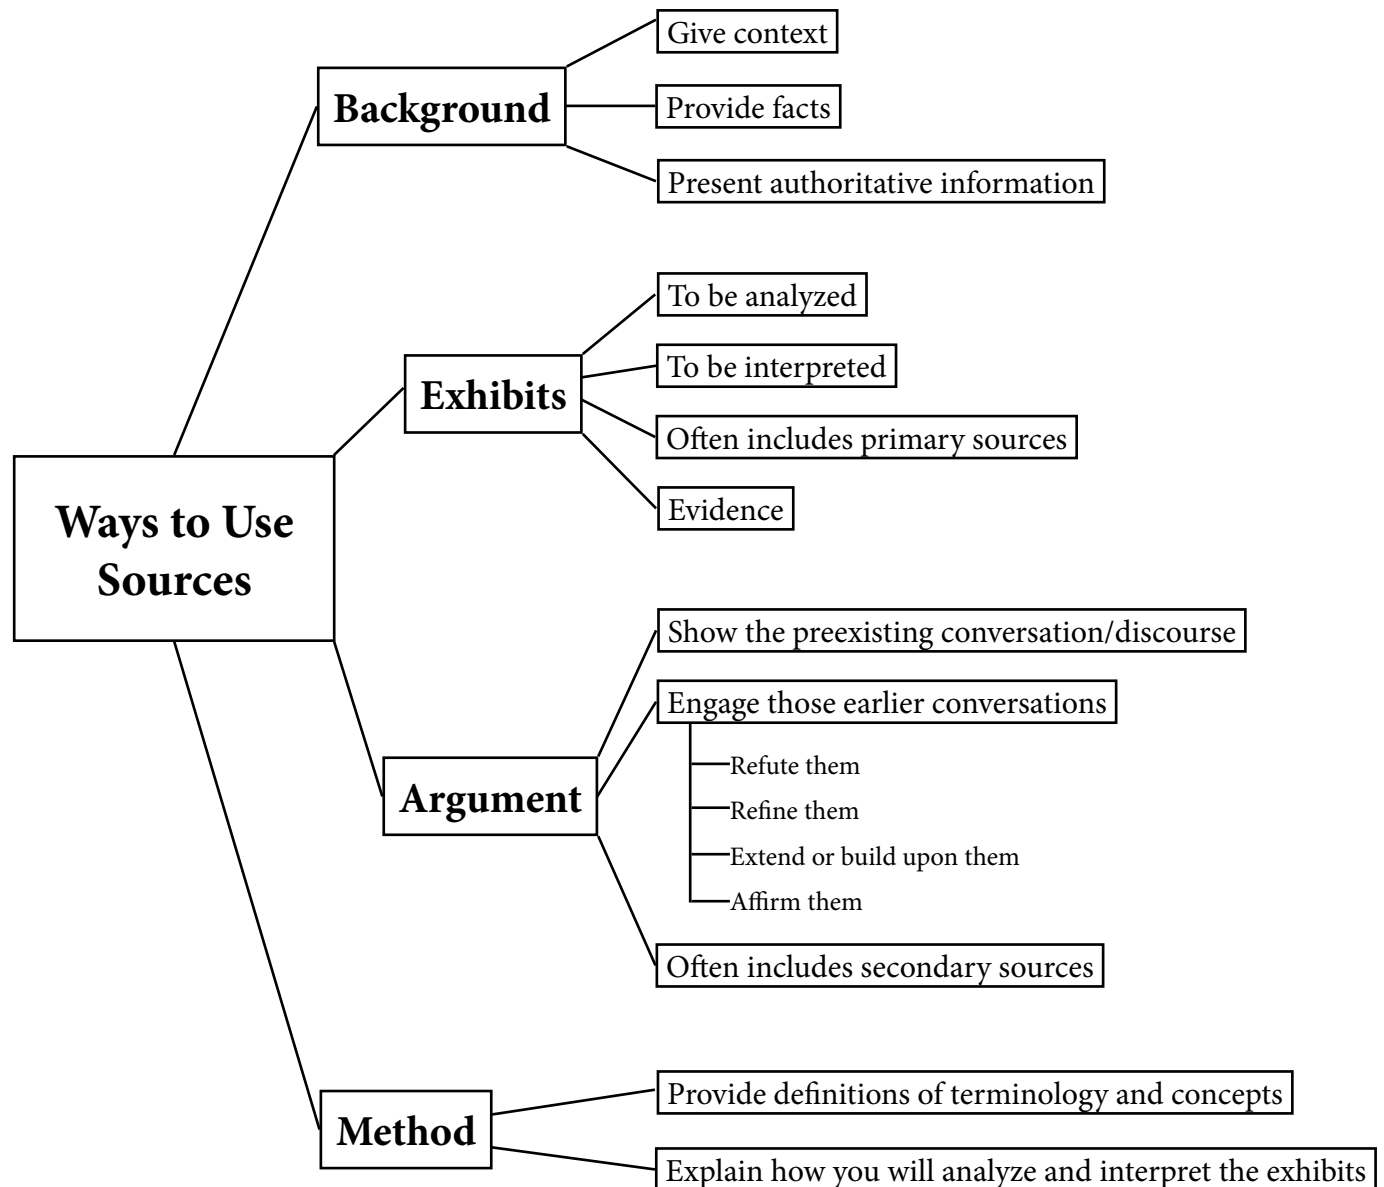 Ways to Use
Sources
Background
Give context
Provide facts
Present authoritative information
Exhibits
To be analyzed
To be interpreted
Often includes primary sources
Evidence
Argument
Show the preexisting conversation/discourse
Engage those earlier conversations
Refute them
Refine them
Extend or build upon them
Affirm them
Often includes secondary sources
Method
Provide definitions of terminology and concepts
Explain how you will analyze and interpret the exhibits